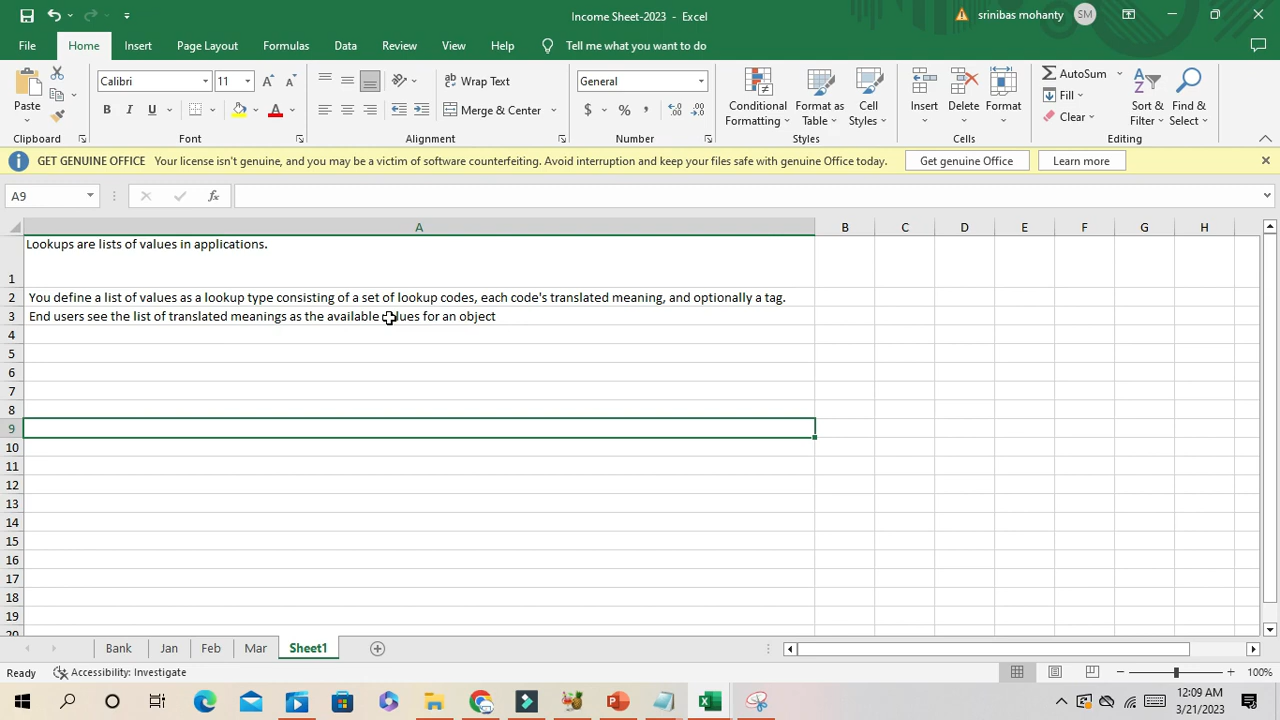 Income Sheet-2023 - Excel
srinibas mohanty
SM
File
Home
Insert
Page Layout
Formulas
Data
Review
View
Help
Tell me what you want to do
Paste
Clipboard
Calibri
11
B I U
Font
Wrap Text
Merge & Center
Alignment
General
$ % ,
Number
Conditional Formatting
Format as Table
Cell Styles
Styles
Insert
Delete
Format
Cells
AutoSum
Fill
Clear
Sort & Filter
Find & Select
Editing
GET GENUINE OFFICE Your license isn't genuine, and you may be a victim of software counterfeiting. Avoid interruption and keep your files safe with genuine Office today.
Get genuine Office
Learn more
A9
fx
A B C D E F G H
1 Lookups are lists of values in applications.
2 You define a list of values as a lookup type consisting of a set of lookup codes, each code's translated meaning, and optionally a tag.
3 End users see the list of translated meanings as the available values for an object
4
5
6
7
8
9
10
11
12
13
14
15
16
17
18
19
20
Bank
Jan
Feb
Mar
Sheet1
Ready
Accessibility: Investigate
100%
12:09 AM
3/21/2023